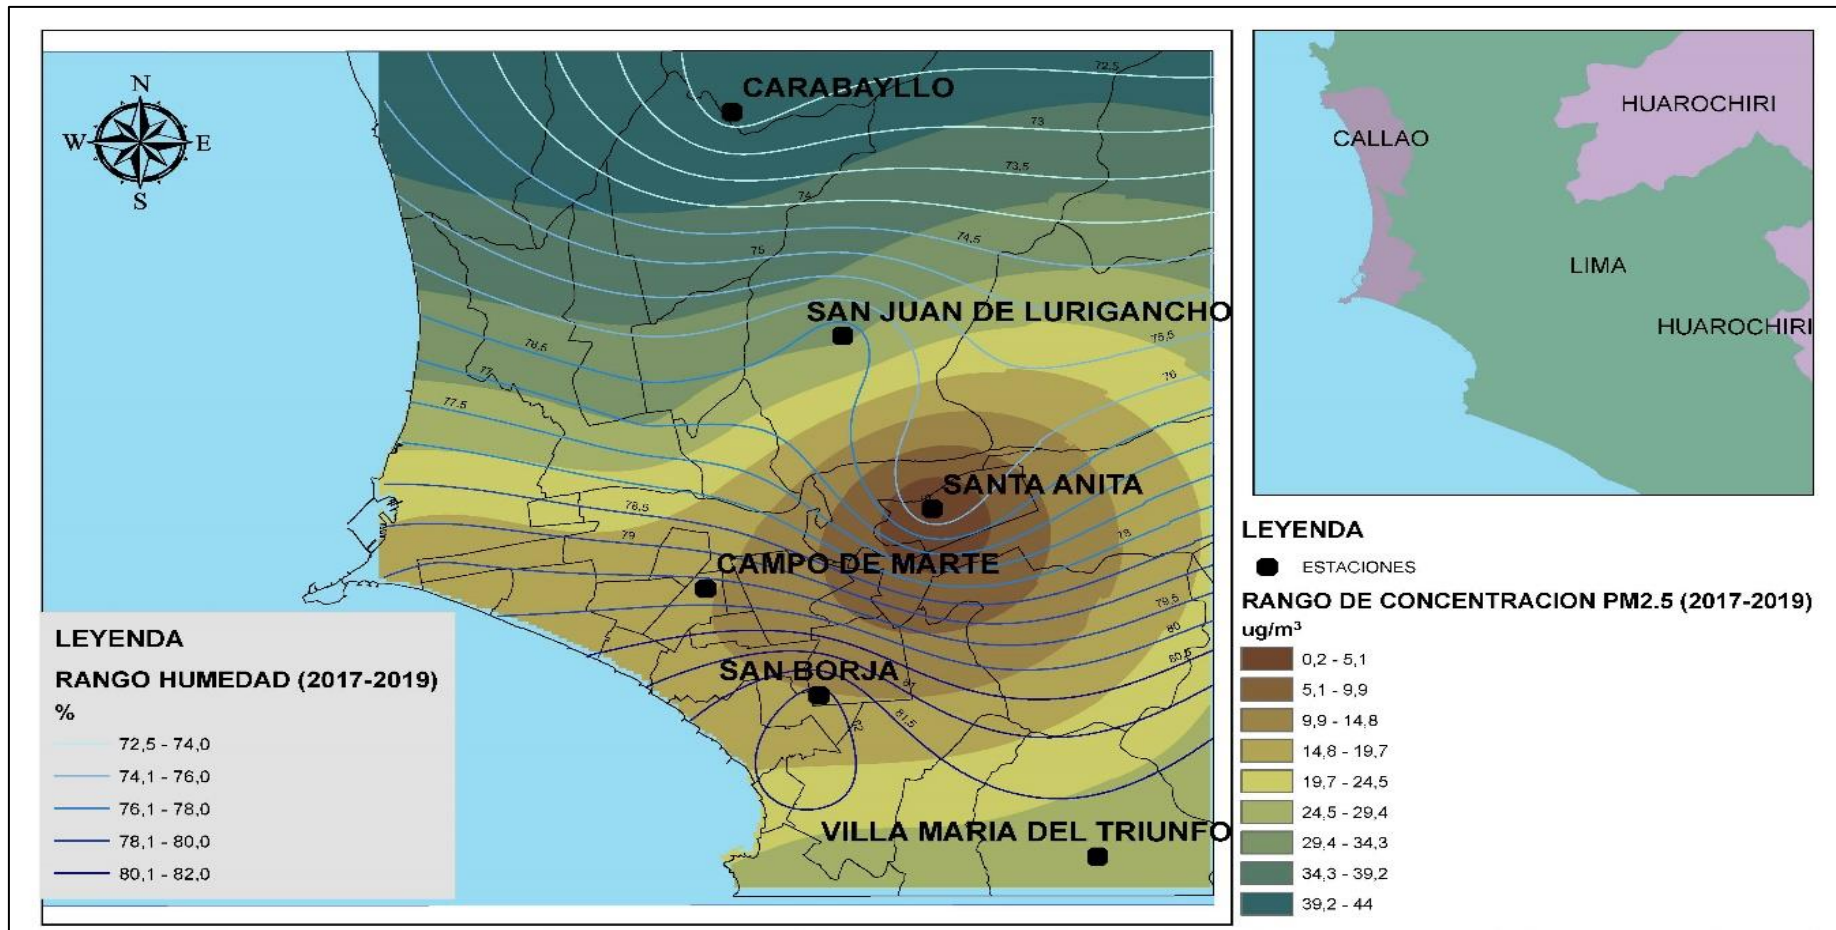 N
W E
S
CARABAYLLO
SAN JUAN DE LURIGANCHO
SANTA ANITA
CAMPO DE MARTE
SAN BORJA
VILLA MARIA DEL TRIUNFO
72,5
73
73,5
74
74,5
75
75,5
76
76,5
77
77,5
78
78,5
79
79,5
80
80,5
81
81,5
82
LEYENDA
RANGO HUMEDAD (2017-2019)
%
72,5 - 74,0
74,1 - 76,0
76,1 - 78,0
78,1 - 80,0
80,1 - 82,0
HUAROCHIRI
CALLAO
LIMA
HUAROCHIRI
LEYENDA
ESTACIONES
RANGO DE CONCENTRACION PM2.5 (2017-2019)
ug/m³
0,2 - 5,1
5,1 - 9,9
9,9 - 14,8
14,8 - 19,7
19,7 - 24,5
24,5 - 29,4
29,4 - 34,3
34,3 - 39,2
39,2 - 44